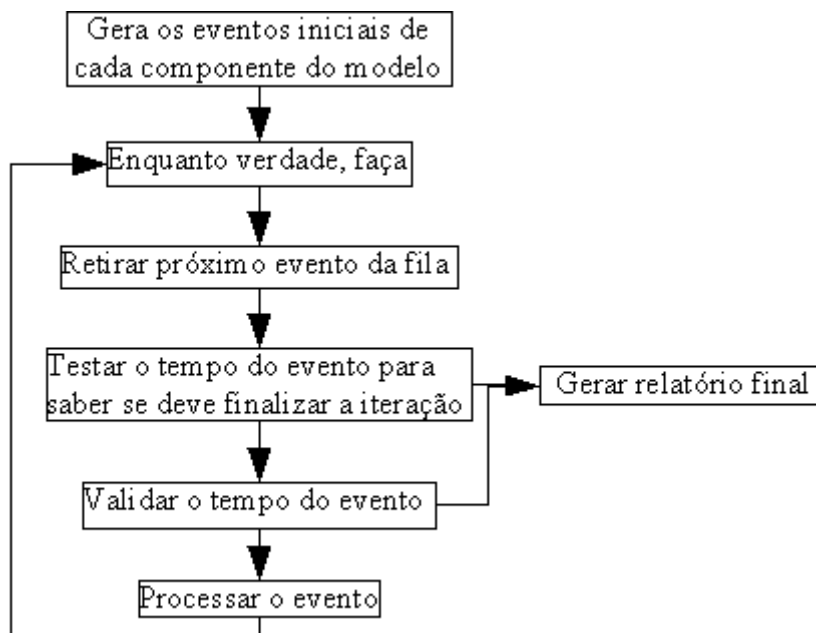 Gera os eventos iniciais de
cada componente do modelo
Enquanto verdade, faça
Retirar próximo evento da fila
Testar o tempo do evento para
saber se deve finalizar a iteração
Gerar relatório final
Validar o tempo do evento
Processar o evento